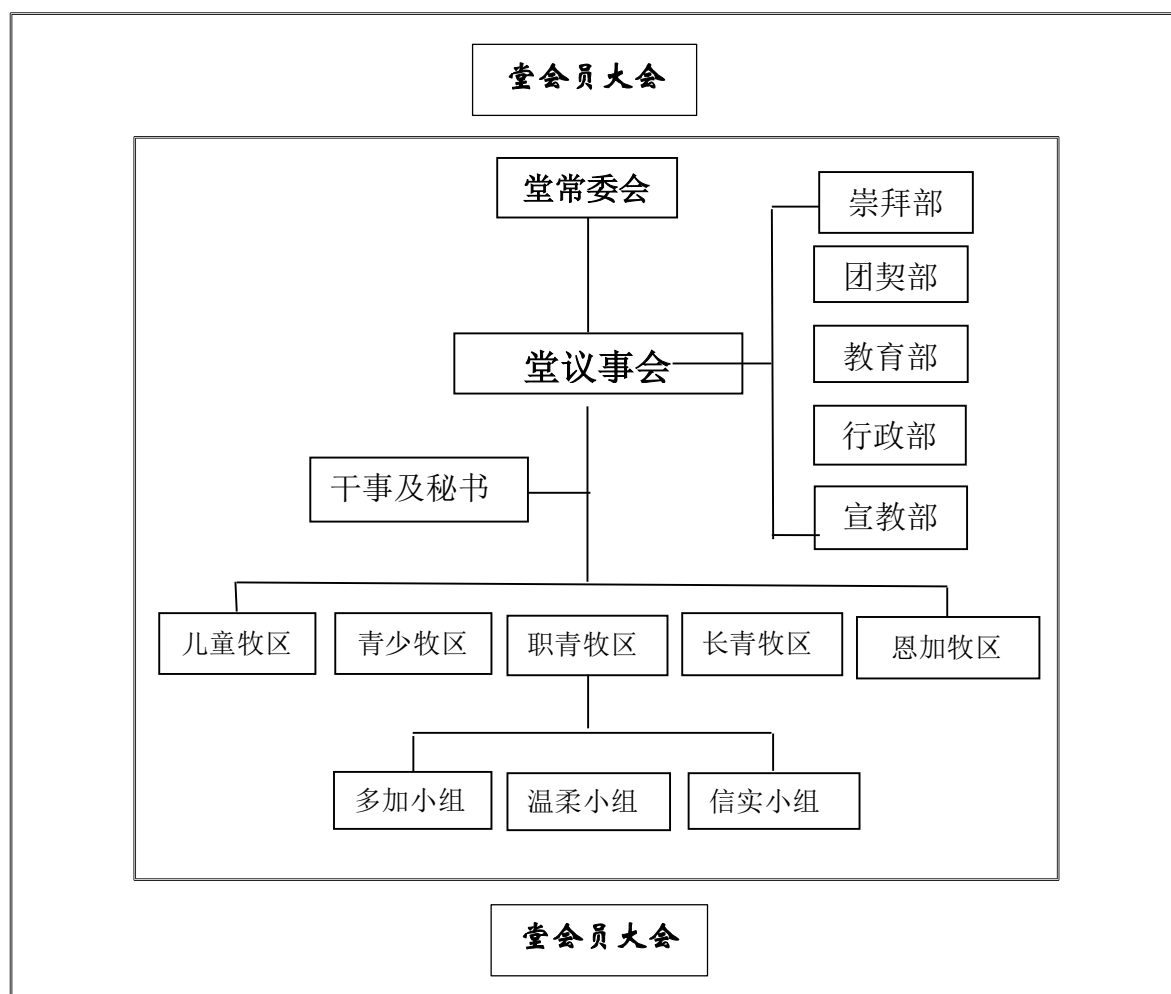 堂会员大会
堂常委会
崇拜部
团契部
堂议事会
教育部
行政部
干事及秘书
宣教部
儿童牧区
青少牧区
职青牧区
长青牧区
恩加牧区
多加小组
温柔小组
信实小组
堂会员大会